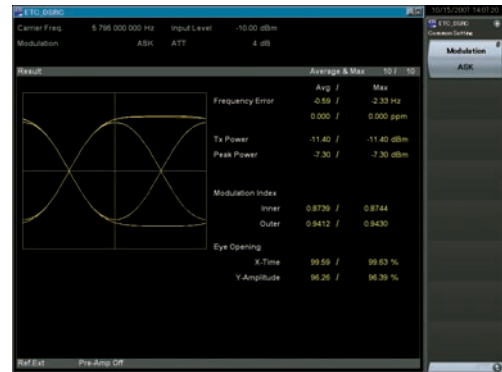 ETC_DSRC
10/15/2001 14:01:20
Carrier Freq. 5 795 000 000 Hz Input Level -10.00 dBm
Modulation ASK ATT 4 dB
Result Average & Max 10 / 10
Avg / Max
Frequency Error -0.59 / -2.33 Hz
0.000 / 0.000 ppm
Tx Power -11.40 / -11.40 dBm
Peak Power -7.30 / -7.30 dBm
Modulation Index
Inner 0.8739 / 0.8744
Outer 0.9412 / 0.9430
Eye Opening
X-Time 99.59 / 99.63 %
Y-Amplitude 96.26 / 96.39 %
Ref.Ext Pre-Amp Off
ETC_DSRC
Common Setting
Modulation
ASK